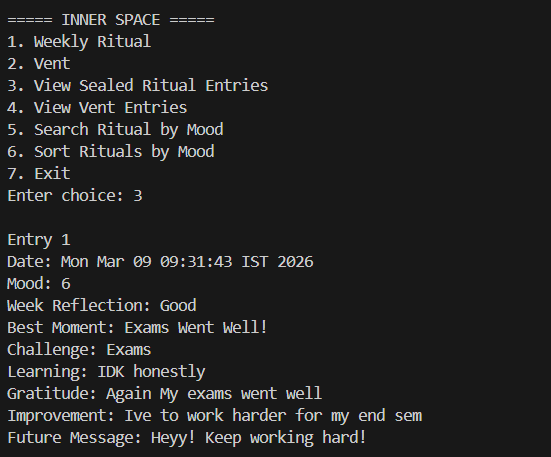 ===== INNER SPACE =====
1. Weekly Ritual
2. Vent
3. View Sealed Ritual Entries
4. View Vent Entries
5. Search Ritual by Mood
6. Sort Rituals by Mood
7. Exit
Enter choice: 3

Entry 1
Date: Mon Mar 09 09:31:43 IST 2026
Mood: 6
Week Reflection: Good
Best Moment: Exams Went Well!
Challenge: Exams
Learning: IDK honestly
Gratitude: Again My exams went well
Improvement: Ive to work harder for my end sem
Future Message: Heyy! Keep working hard!